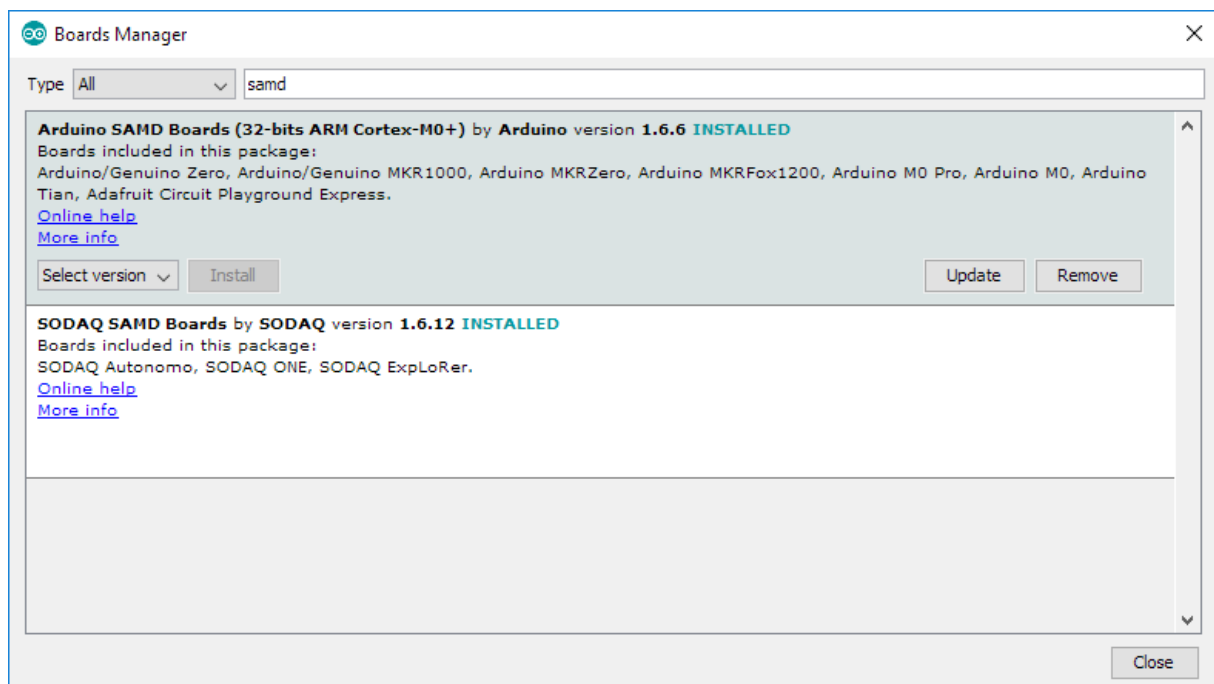 Boards Manager
Type All samd
Arduino SAMD Boards (32-bits ARM Cortex-M0+) by Arduino version 1.6.6 INSTALLED
Boards included in this package:
Arduino/Genuino Zero, Arduino/Genuino MKR1000, Arduino MKRZero, Arduino MKRFox1200, Arduino M0 Pro, Arduino M0, Arduino
Tian, Adafruit Circuit Playground Express.
Online help
More info
Select version Install Update Remove
SODAQ SAMD Boards by SODAQ version 1.6.12 INSTALLED
Boards included in this package:
SODAQ Autonomo, SODAQ ONE, SODAQ ExpLoRer.
Online help
More info
Close